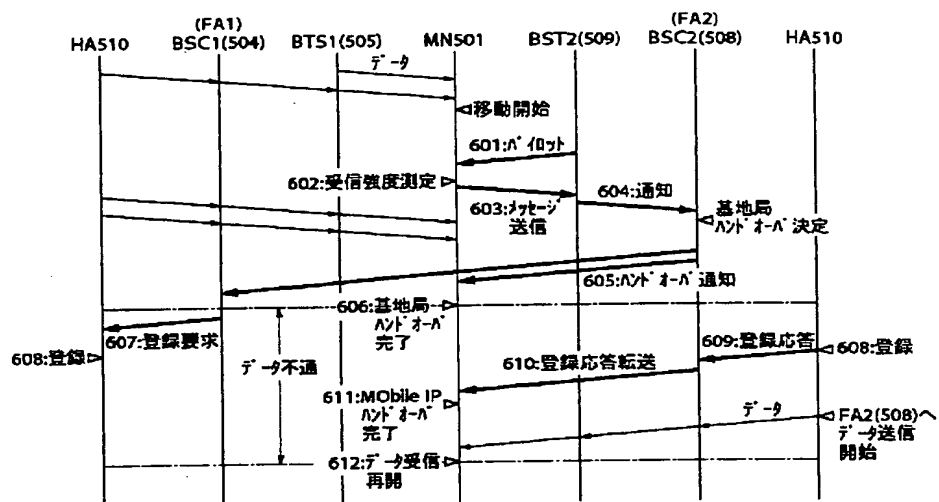 (FA1)
(FA2)
HA510
BSC1(504)
BTS1(505)
MN501
BST2(509)
BSC2(508)
HA510
データ
移動開始
601:パイロット
602:受信強度測定
603:メッセージ
送信
604:通知
基地局
ハンドオーバ決定
605:ハンドオーバ通知
606:基地局
ハンドオーバ
完了
607:登録要求
608:登録
データ不通
609:登録応答
608:登録
610:登録応答転送
611:MObile IP
ハンドオーバ
完了
データ
FA2(508)へ
データ送信
開始
612:データ受信
再開